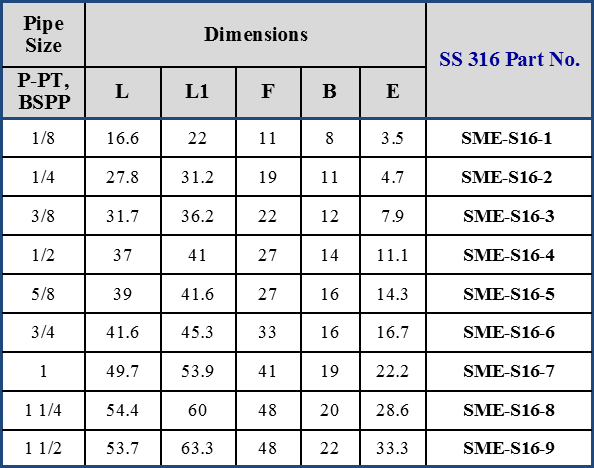 Pipe Size Dimensions SS 316 Part No.
P-PT, BSPP L L1 F B E
1/8 16.6 22 11 8 3.5 SME-S16-1
1/4 27.8 31.2 19 11 4.7 SME-S16-2
3/8 31.7 36.2 22 12 7.9 SME-S16-3
1/2 37 41 27 14 11.1 SME-S16-4
5/8 39 41.6 27 16 14.3 SME-S16-5
3/4 41.6 45.3 33 16 16.7 SME-S16-6
1 49.7 53.9 41 19 22.2 SME-S16-7
1 1/4 54.4 60 48 20 28.6 SME-S16-8
1 1/2 53.7 63.3 48 22 33.3 SME-S16-9